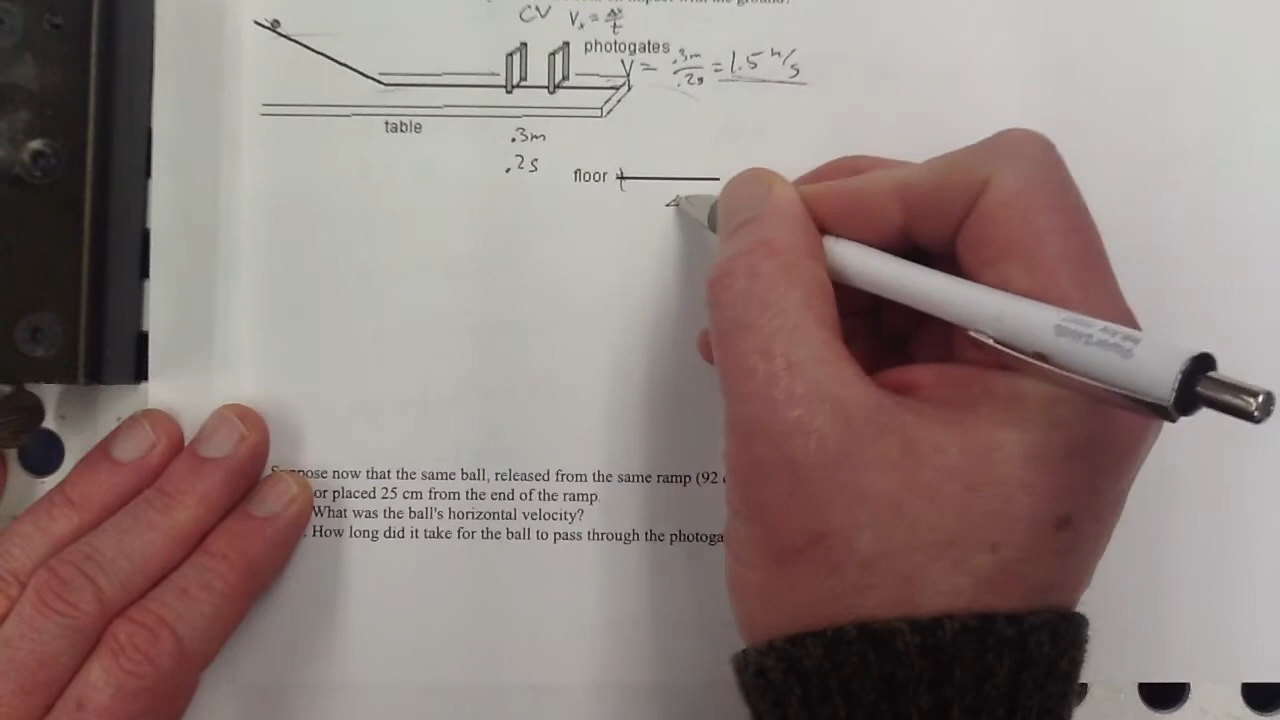 CV Vₓ = Δx/t
photogates
V = .3m/.2s = 1.5 m/s
table
.3m
.2s
floor
now that the same ball, released from the same ramp (92
or placed 25 cm from the end of the ramp.
What was the ball's horizontal velocity?
. How long did it take for the ball to pass through the